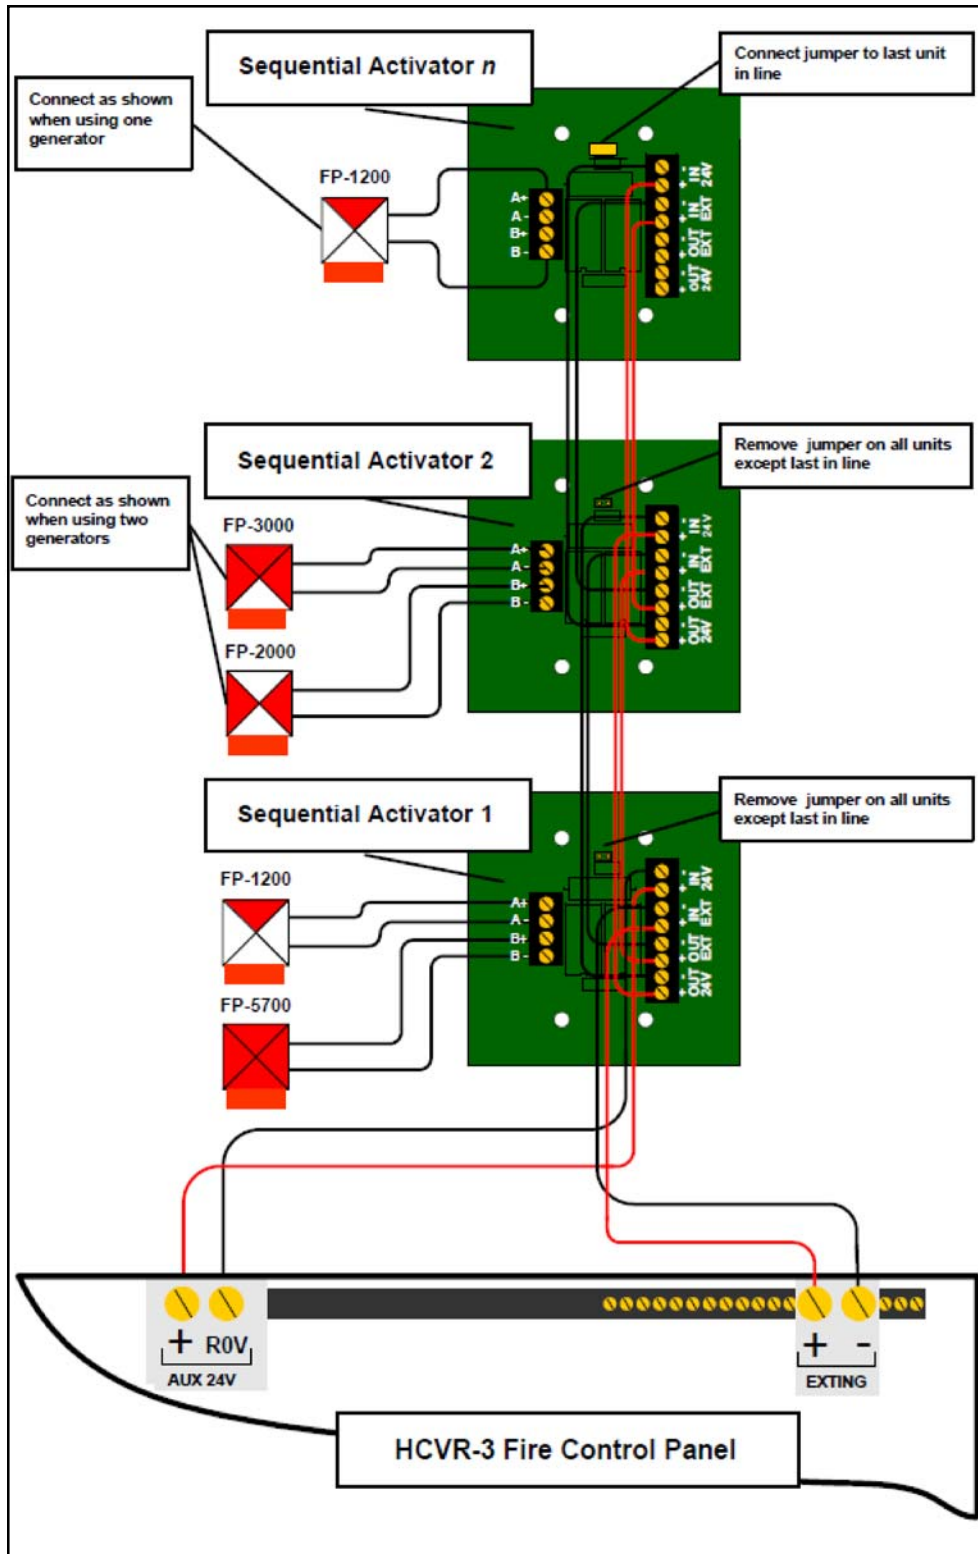 Sequential Activator n
Connect jumper to last unit
in line
Connect as shown
when using one
generator
FP-1200
A+
A -
B+
B -
- IN
+ 24V
- IN
+ EXT
- OUT
+ EXT
- OUT
+ 24V
Sequential Activator 2
Remove jumper on all units
except last in line
Connect as shown
when using two
generators
FP-3000
FP-2000
A+
A -
B+
B -
- IN
+ 24V
- IN
+ EXT
- OUT
+ EXT
- OUT
+ 24V
Sequential Activator 1
Remove jumper on all units
except last in line
FP-1200
FP-5700
A+
A -
B+
B -
- IN
+ 24V
- IN
+ EXT
- OUT
+ EXT
- OUT
+ 24V
+ R0V
AUX 24V
+ -
EXTING
HCVR-3 Fire Control Panel